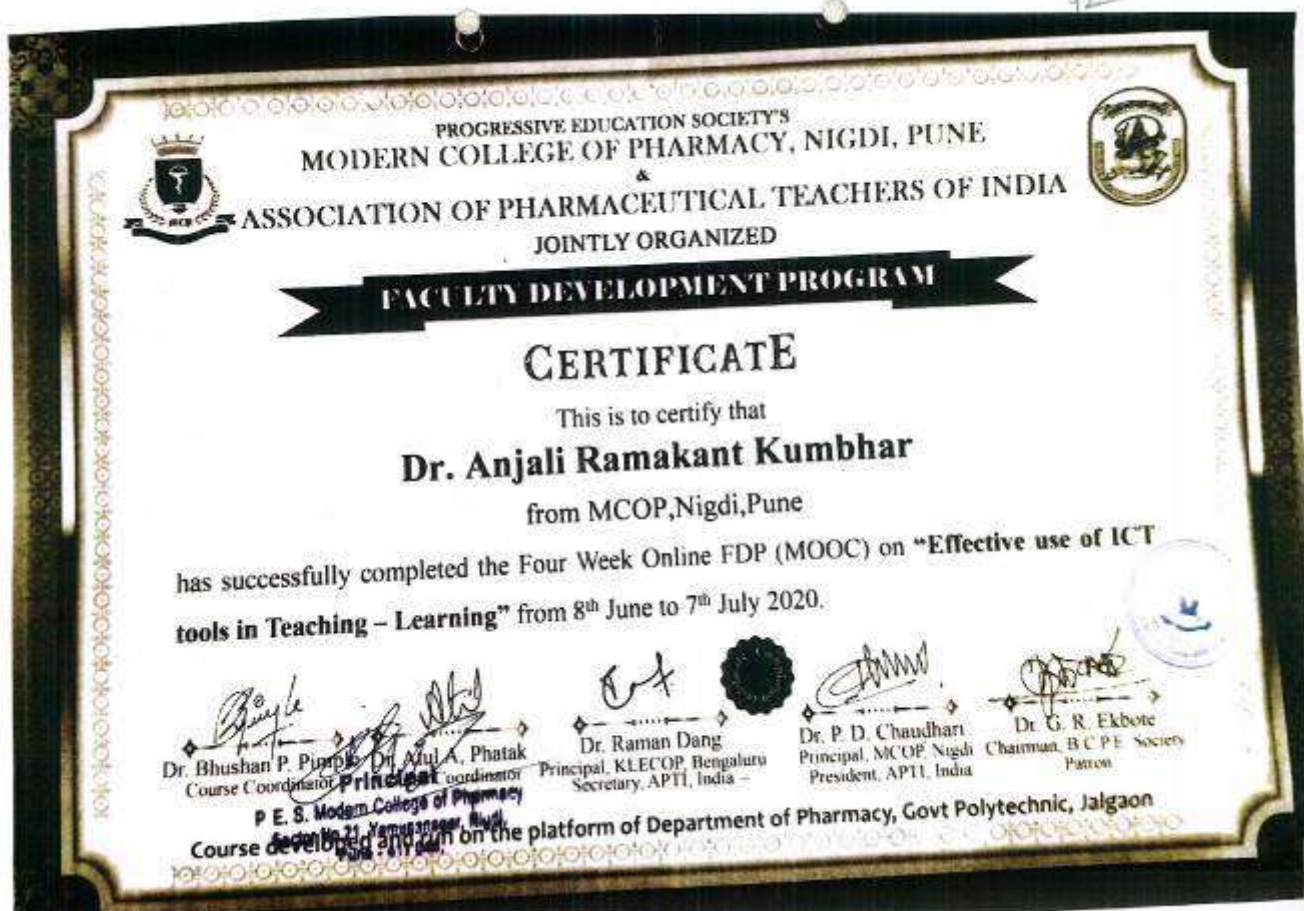 PROGRESSIVE EDUCATION SOCIETY'S
MODERN COLLEGE OF PHARMACY, NIGDI, PUNE
&
ASSOCIATION OF PHARMACEUTICAL TEACHERS OF INDIA
JOINTLY ORGANIZED
FACULTY DEVELOPMENT PROGRAM
CERTIFICATE
This is to certify that
Dr. Anjali Ramakant Kumbhar
from MCOP,Nigdi,Pune
has successfully completed the Four Week Online FDP (MOOC) on “Effective use of ICT
tools in Teaching – Learning” from 8th June to 7th July 2020.
Dr. Bhushan P. Pimple
Course Coordinator
Dr. Atul A. Phatak
Coordinator
Dr. Raman Dang
Principal, KLECOP, Bengaluru
Secretary, APTI, India –
Dr. P. D. Chaudhari
Principal, MCOP, Nigdi
President, APTI, India
Dr. G. R. Ekbote
Chairman, B C P E Society
Patron
Principal
P. E. S. Modern College of Pharmacy
Sector No 21, Yamunanagar, Nigdi,
Course developed and run on the platform of Department of Pharmacy, Govt Polytechnic, Jalgaon